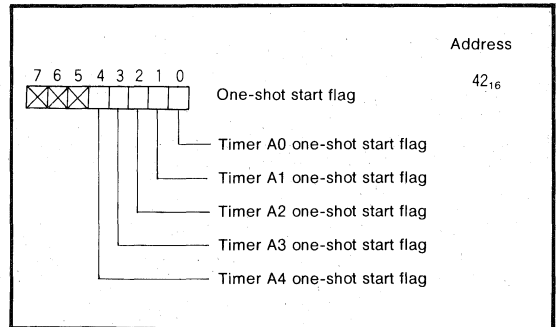 Address
7 6 5 4 3 2 1 0
One-shot start flag 42₁₆
Timer A0 one-shot start flag
Timer A1 one-shot start flag
Timer A2 one-shot start flag
Timer A3 one-shot start flag
Timer A4 one-shot start flag